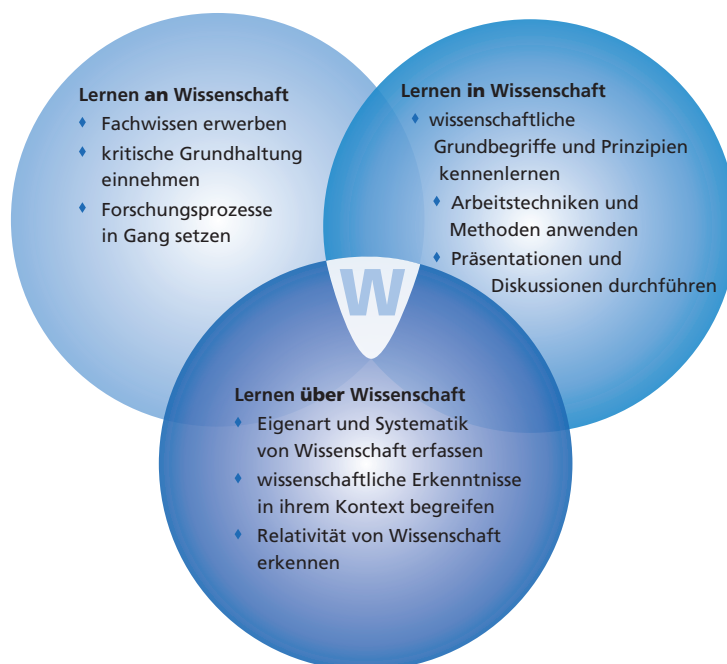 Lernen an Wissenschaft
♦ Fachwissen erwerben
♦ kritische Grundhaltung
einnehmen
♦ Forschungsprozesse
in Gang setzen
Lernen in Wissenschaft
♦ wissenschaftliche
Grundbegriffe und Prinzipien
kennenlernen
♦ Arbeitstechniken und
Methoden anwenden
♦ Präsentationen und
Diskussionen durchführen
W
Lernen über Wissenschaft
♦ Eigenart und Systematik
von Wissenschaft erfassen
♦ wissenschaftliche Erkenntnisse
in ihrem Kontext begreifen
♦ Relativität von Wissenschaft
erkennen